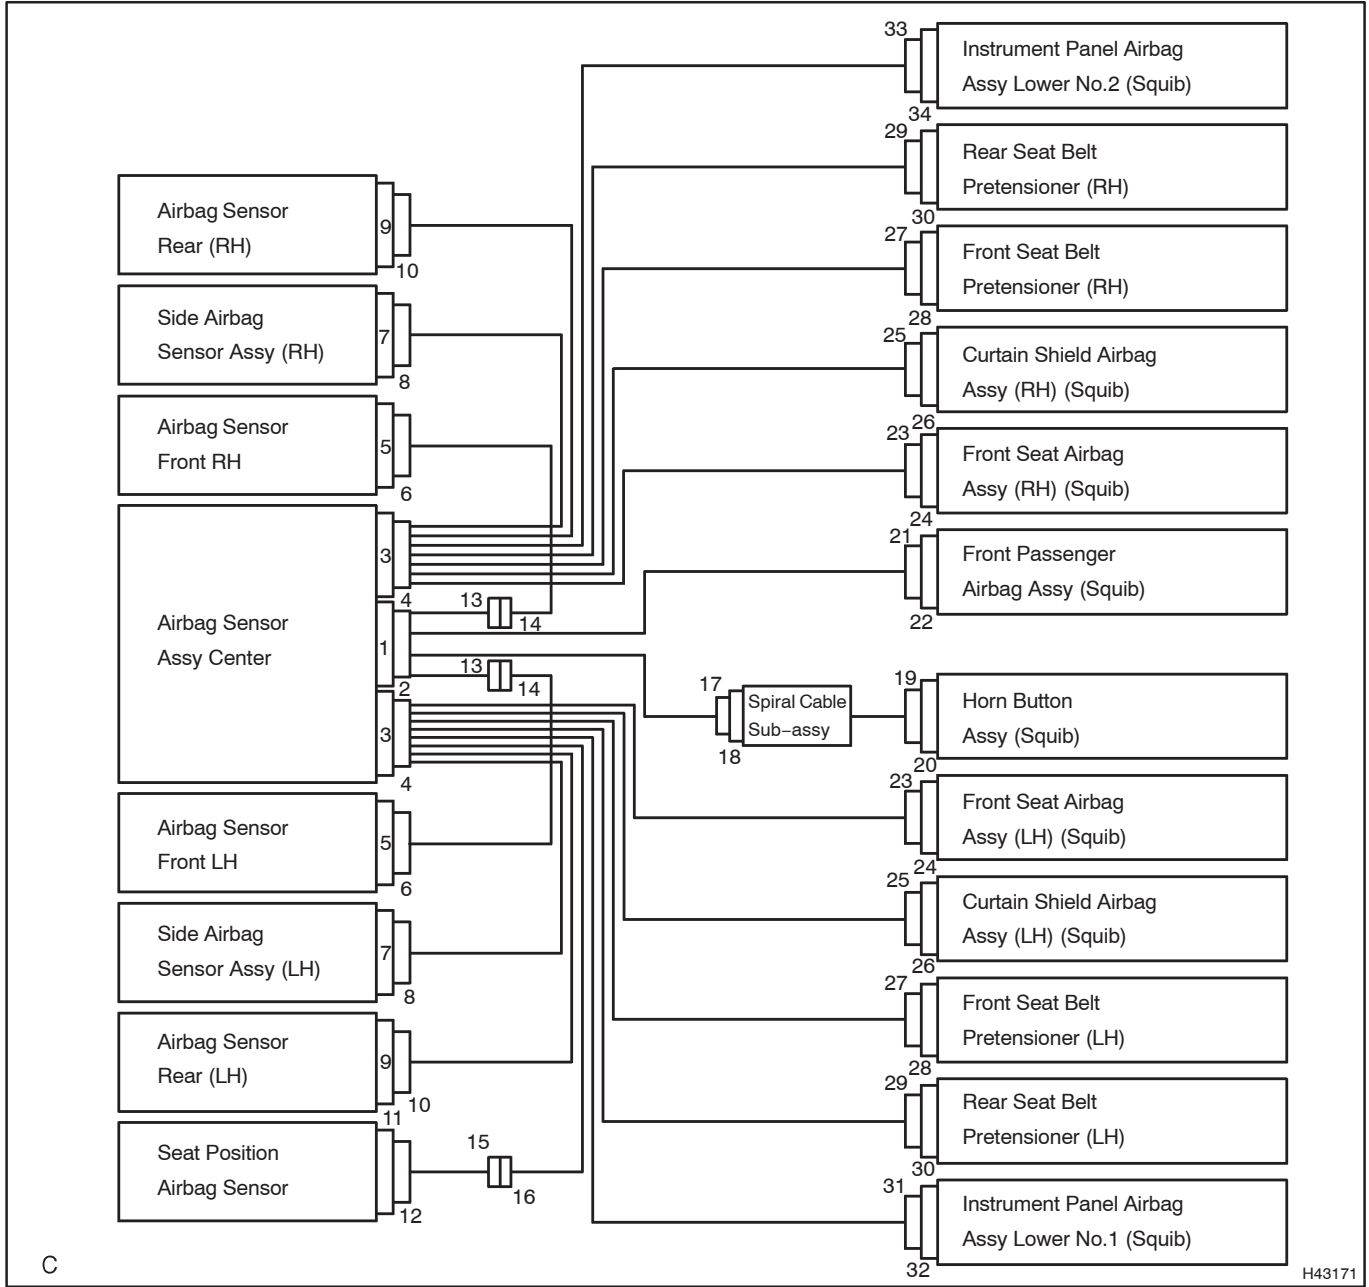 33
Instrument Panel Airbag
Assy Lower No.2 (Squib)
34
29
Rear Seat Belt
Pretensioner (RH)
30
27
Front Seat Belt
Pretensioner (RH)
28
25
Curtain Shield Airbag
Assy (RH) (Squib)
26
23
Front Seat Airbag
Assy (RH) (Squib)
24
21
Front Passenger
Airbag Assy (Squib)
22
Airbag Sensor
Rear (RH)
9
10
Side Airbag
Sensor Assy (RH)
7
8
Airbag Sensor
Front RH
5
6
Airbag Sensor
Assy Center
3
4
1
2
3
4
13
14
13
14
17
Spiral Cable
Sub-assy
18
19
Horn Button
Assy (Squib)
20
23
Front Seat Airbag
Assy (LH) (Squib)
24
25
Curtain Shield Airbag
Assy (LH) (Squib)
26
27
Front Seat Belt
Pretensioner (LH)
28
29
Rear Seat Belt
Pretensioner (LH)
30
31
Instrument Panel Airbag
Assy Lower No.1 (Squib)
32
Airbag Sensor
Front LH
5
6
Side Airbag
Sensor Assy (LH)
7
8
Airbag Sensor
Rear (LH)
9
10
11
Seat Position
Airbag Sensor
12
15
16
C
H43171